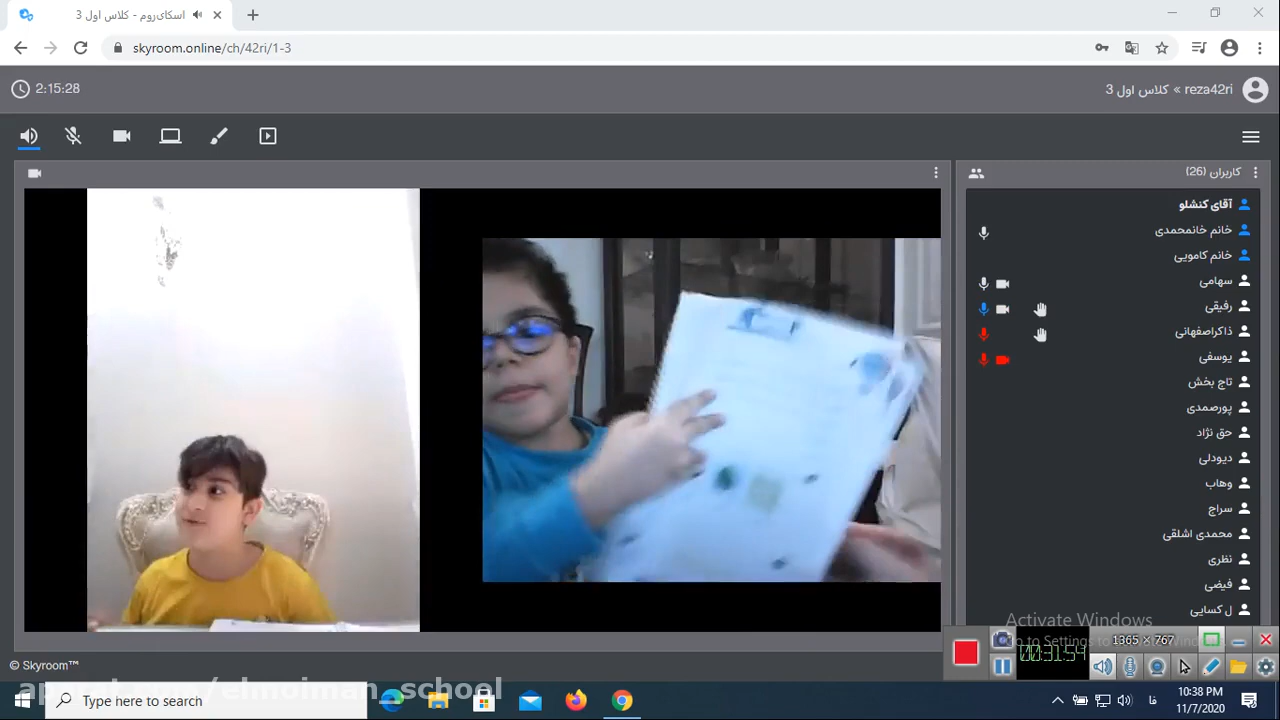 اسکای‌روم - کلاس اول 3
skyroom.online/ch/42ri/1-3
2:15:28
reza42ri » کلاس اول 3
کاربران (26)
آقای کنشلو
خانم خانمحمدی
خانم کامویی
سهامی
رفیقی
ذاکراصفهانی
یوسفی
تاج بخش
پورصمدی
حق نژاد
دیودلی
وهاب
سراج
محمدی اشلقی
نظری
فیضی
ل کسایی
Activate Windows
Go to Settings to activate Windows.
1365 × 767
00:31:54
© Skyroom™
aparat.com/elmoiman_school
Type here to search
فا
10:38 PM
11/7/2020